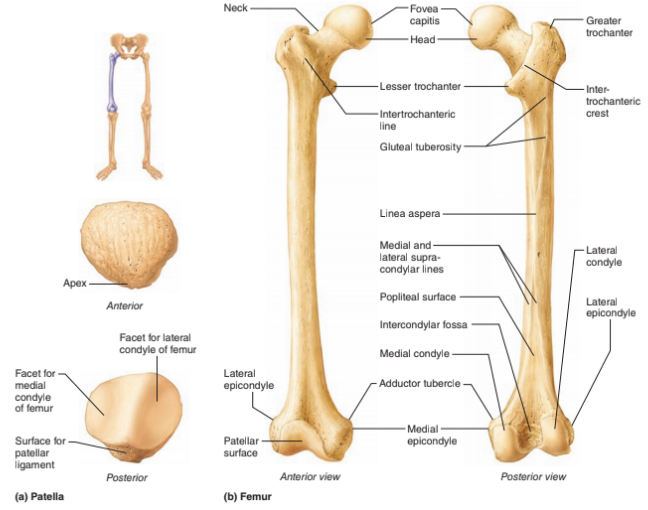 Neck
Fovea
capitis
Head
Greater
trochanter
Lesser trochanter
Inter-
trochanteric
crest
Intertrochanteric
line
Gluteal tuberosity
Linea aspera
Medial and
lateral supra-
condylar lines
Lateral
condyle
Popliteal surface
Lateral
epicondyle
Intercondylar fossa
Medial condyle
Lateral
epicondyle
Adductor tubercle
Patellar
surface
Medial
epicondyle
Anterior view
Posterior view
(b) Femur
Apex
Anterior
Facet for lateral
condyle of femur
Facet for
medial
condyle
of femur
Surface for
patellar
ligament
Posterior
(a) Patella